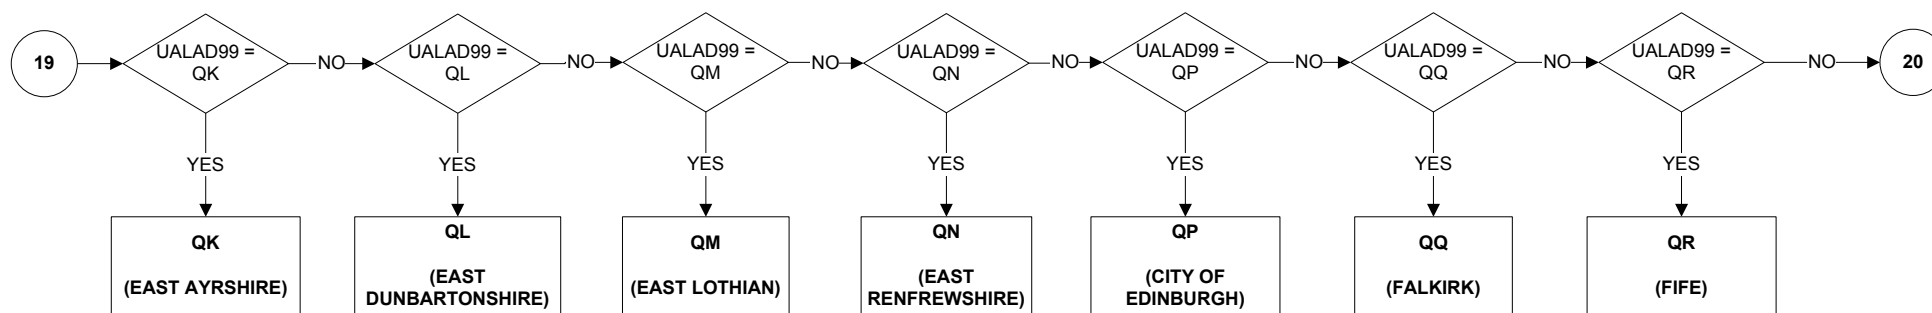 19
UALAD99 =
QK
NO
UALAD99 =
QL
NO
UALAD99 =
QM
NO
UALAD99 =
QN
NO
UALAD99 =
QP
NO
UALAD99 =
QQ
NO
UALAD99 =
QR
NO
20
YES
YES
YES
YES
YES
YES
YES
QK
(EAST AYRSHIRE)
QL
(EAST
DUNBARTONSHIRE)
QM
(EAST LOTHIAN)
QN
(EAST
RENFREWSHIRE)
QP
(CITY OF
EDINBURGH)
QQ
(FALKIRK)
QR
(FIFE)